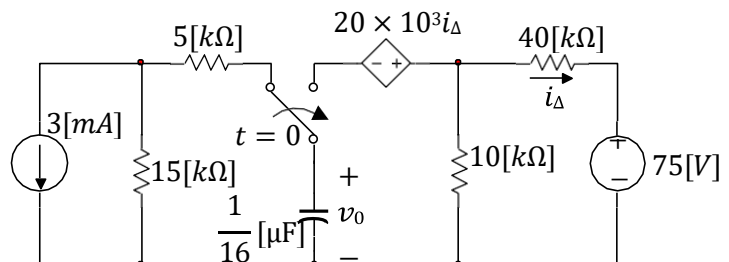 20 × 10³i_Δ
5[kΩ]
40[kΩ]
− +
i_Δ
3[mA]
t = 0
15[kΩ]
10[kΩ]
+
−
75[V]
+
v₀
−
1
16
[μF]